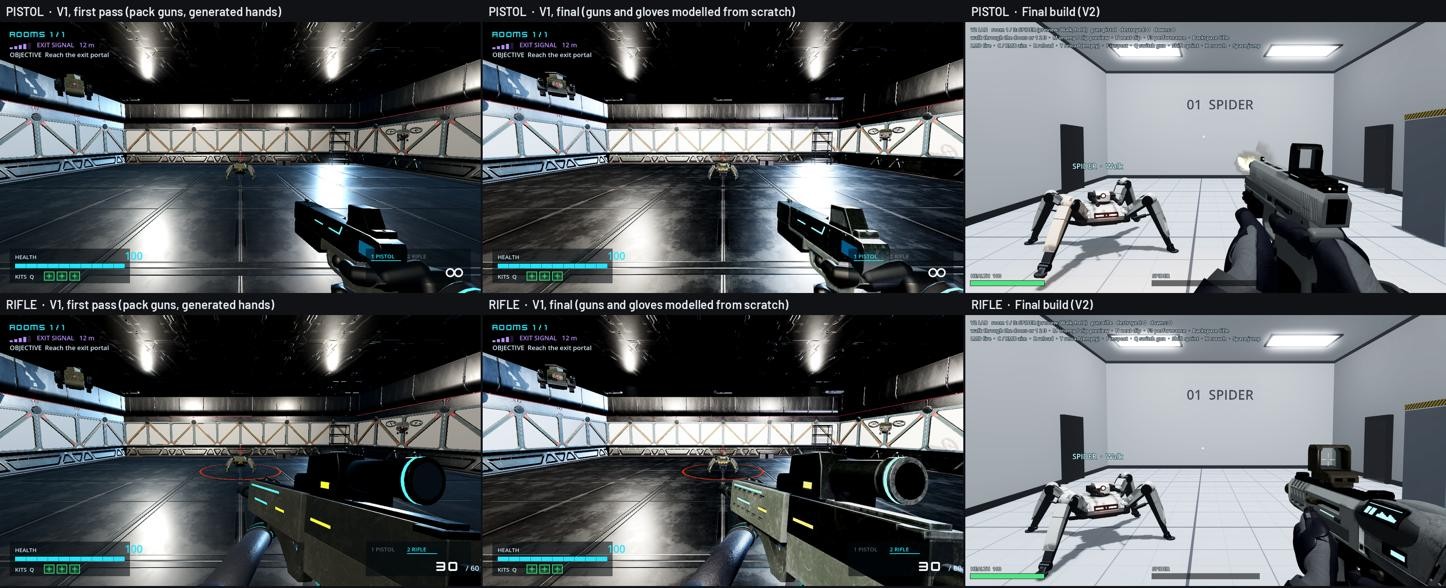 PISTOL · V1, first pass (pack guns, generated hands)
ROOMS 1/1
EXIT SIGNAL 12 m
OBJECTIVE Reach the exit portal
HEALTH 100
KITS Q
1 PISTOL 2 RIFLE
∞
PISTOL · V1, final (guns and gloves modelled from scratch)
ROOMS 1/1
EXIT SIGNAL 12 m
OBJECTIVE Reach the exit portal
HEALTH 100
KITS Q
1 PISTOL 2 RIFLE
∞
PISTOL · Final build (V2)
01 SPIDER
SPIDER - Walk
HEALTH 100
SPIDER
RIFLE · V1, first pass (pack guns, generated hands)
ROOMS 1/1
EXIT SIGNAL 12 m
OBJECTIVE Reach the exit portal
HEALTH 100
KITS Q
1 PISTOL 2 RIFLE
30 / 60
RIFLE · V1, final (guns and gloves modelled from scratch)
ROOMS 1/1
EXIT SIGNAL 12 m
OBJECTIVE Reach the exit portal
HEALTH 100
KITS Q
1 PISTOL 2 RIFLE
30 / 60
RIFLE · Final build (V2)
01 SPIDER
SPIDER - Walk
HEALTH 100
SPIDER